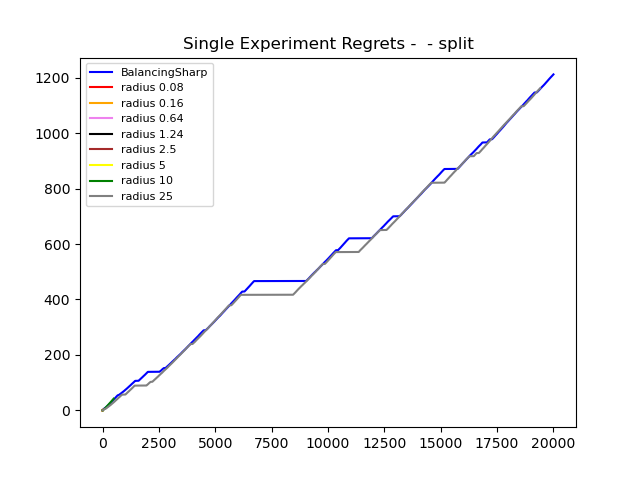 Single Experiment Regrets -  - split
BalancingSharp
radius 0.08
radius 0.16
radius 0.64
radius 1.24
radius 2.5
radius 5
radius 10
radius 25
1200
1000
800
600
400
200
0
0 2500 5000 7500 10000 12500 15000 17500 20000